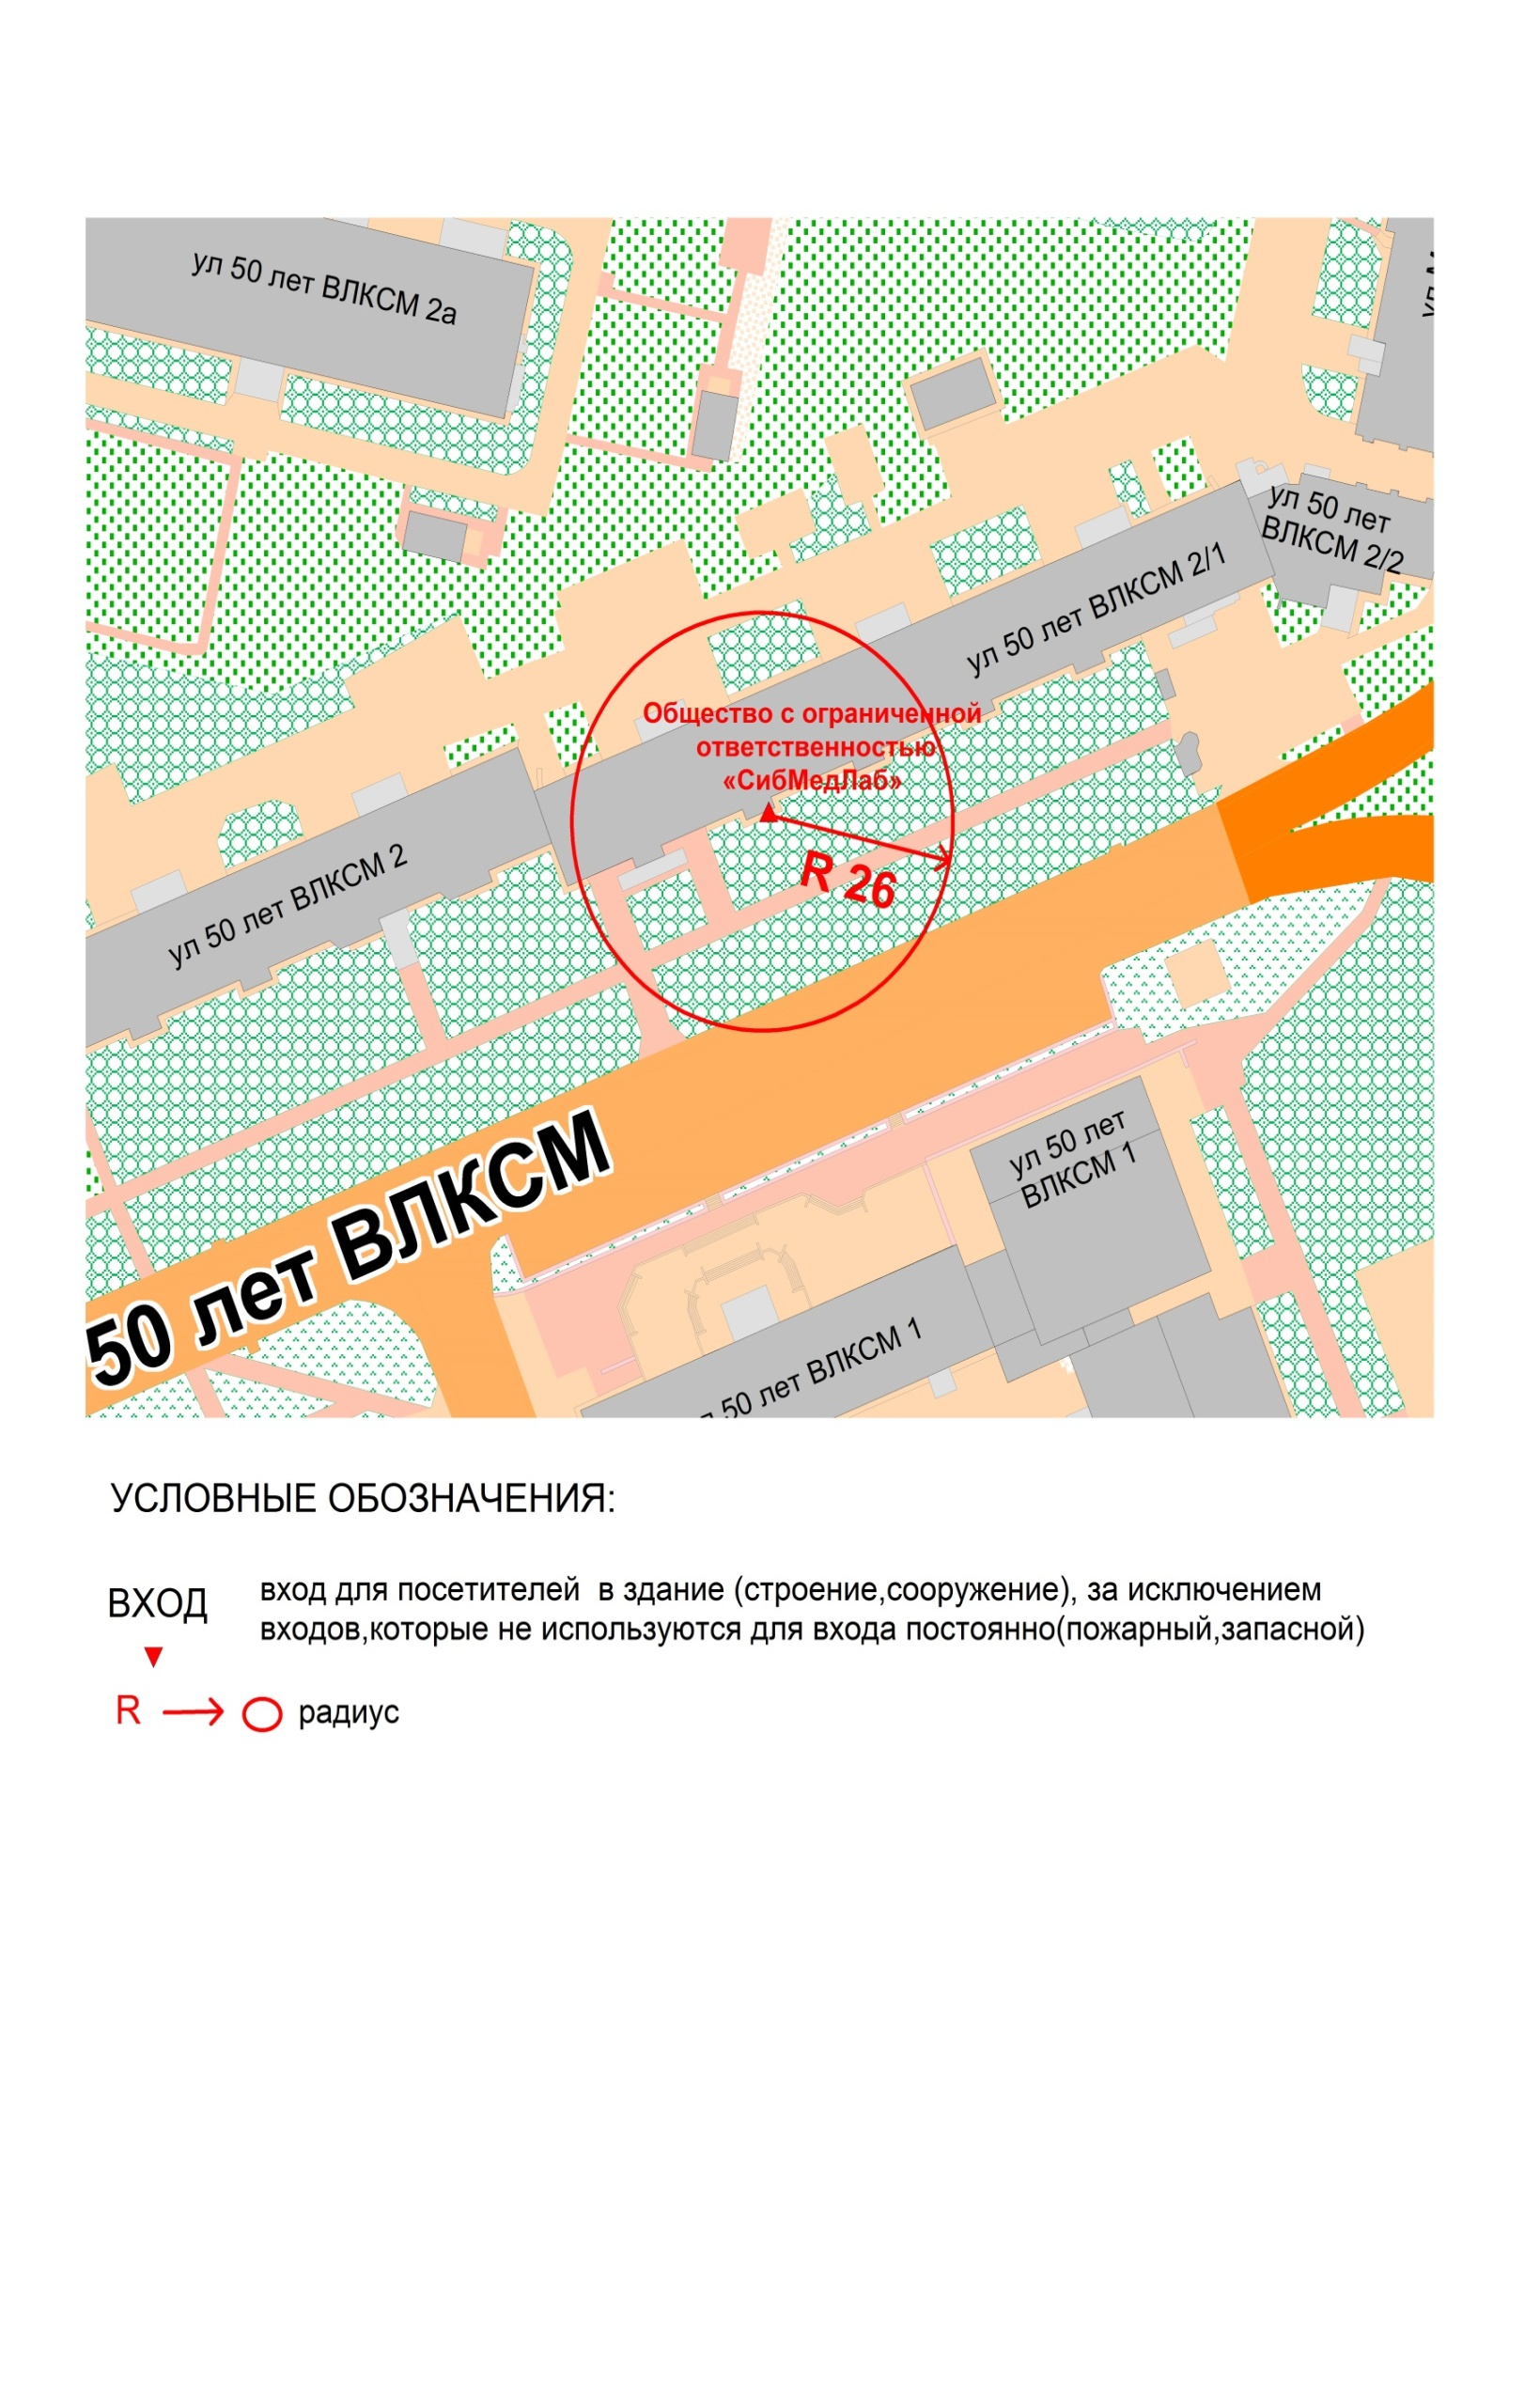 ул 50 лет ВЛКСМ 2а
ул 50 лет
ВЛКСМ 2/2
ул 50 лет ВЛКСМ 2/1
Общество с ограниченной
ответственностью
«СибМедЛаб»
R 26
ул 50 лет ВЛКСМ 2
50 лет ВЛКСМ
ул 50 лет
ВЛКСМ 1
50 лет ВЛКСМ 1
УСЛОВНЫЕ ОБОЗНАЧЕНИЯ:
ВХОД
вход для посетителей в здание (строение,сооружение), за исключением
входов,которые не используются для входа постоянно(пожарный,запасной)
R радиус